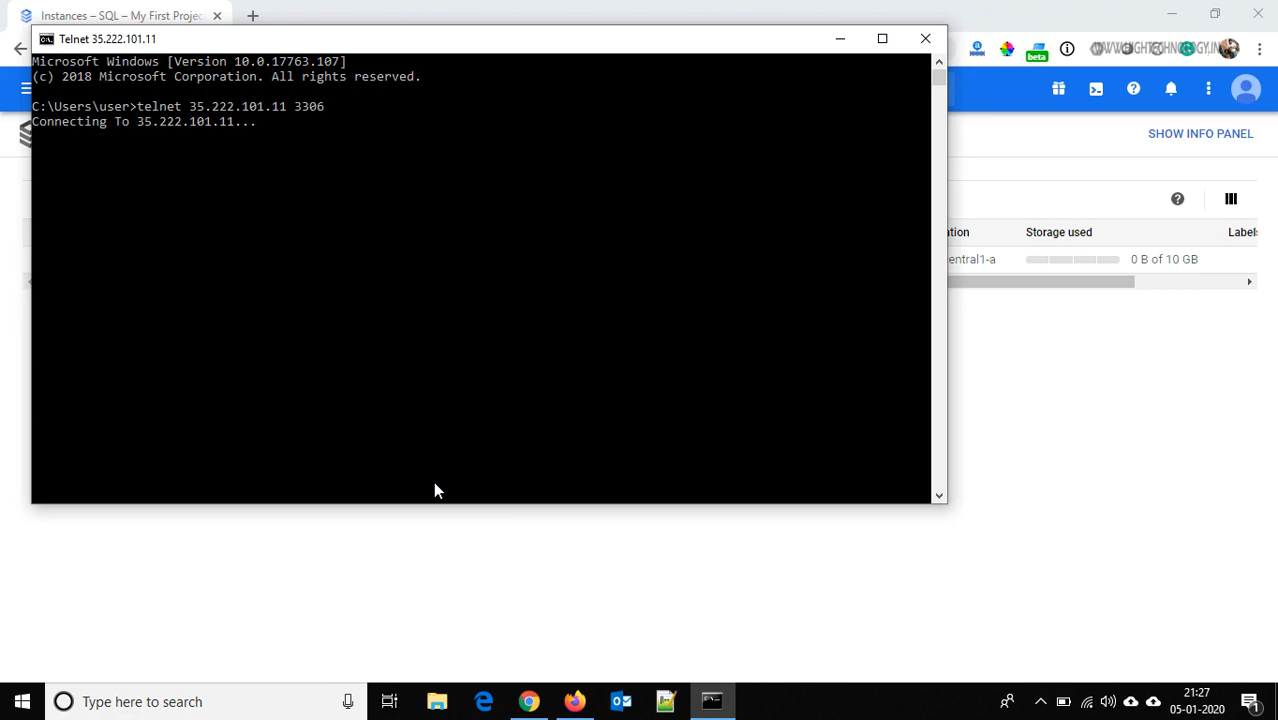 Instances – SQL – My First Projec
Telnet 35.222.101.11
Microsoft Windows [Version 10.0.17763.107]
(c) 2018 Microsoft Corporation. All rights reserved.
C:\Users\user>telnet 35.222.101.11 3306
Connecting To 35.222.101.11...
beta
SHOW INFO PANEL
ation
Storage used
Labels
entral1-a
0 B of 10 GB
Type here to search
21:27
05-01-2020
1